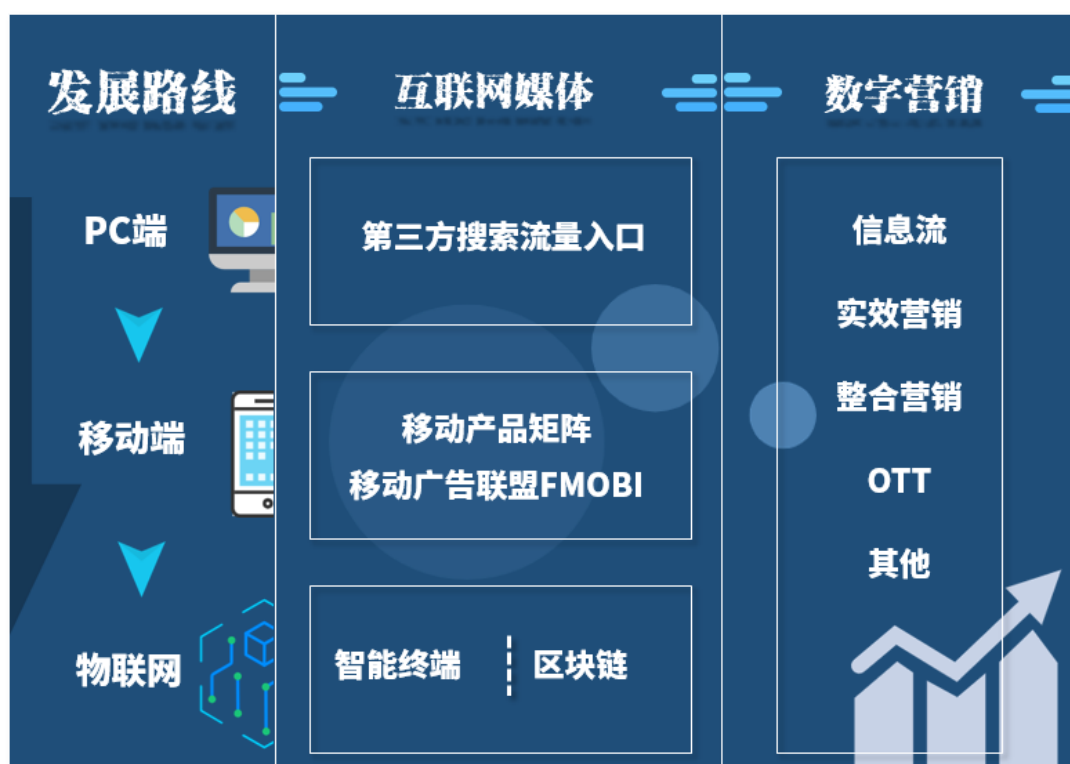 发展路线
PC端
移动端
物联网
互联网媒体
第三方搜索流量入口
移动产品矩阵
移动广告联盟FMOBI
智能终端
区块链
数字营销
信息流
实效营销
整合营销
OTT
其他